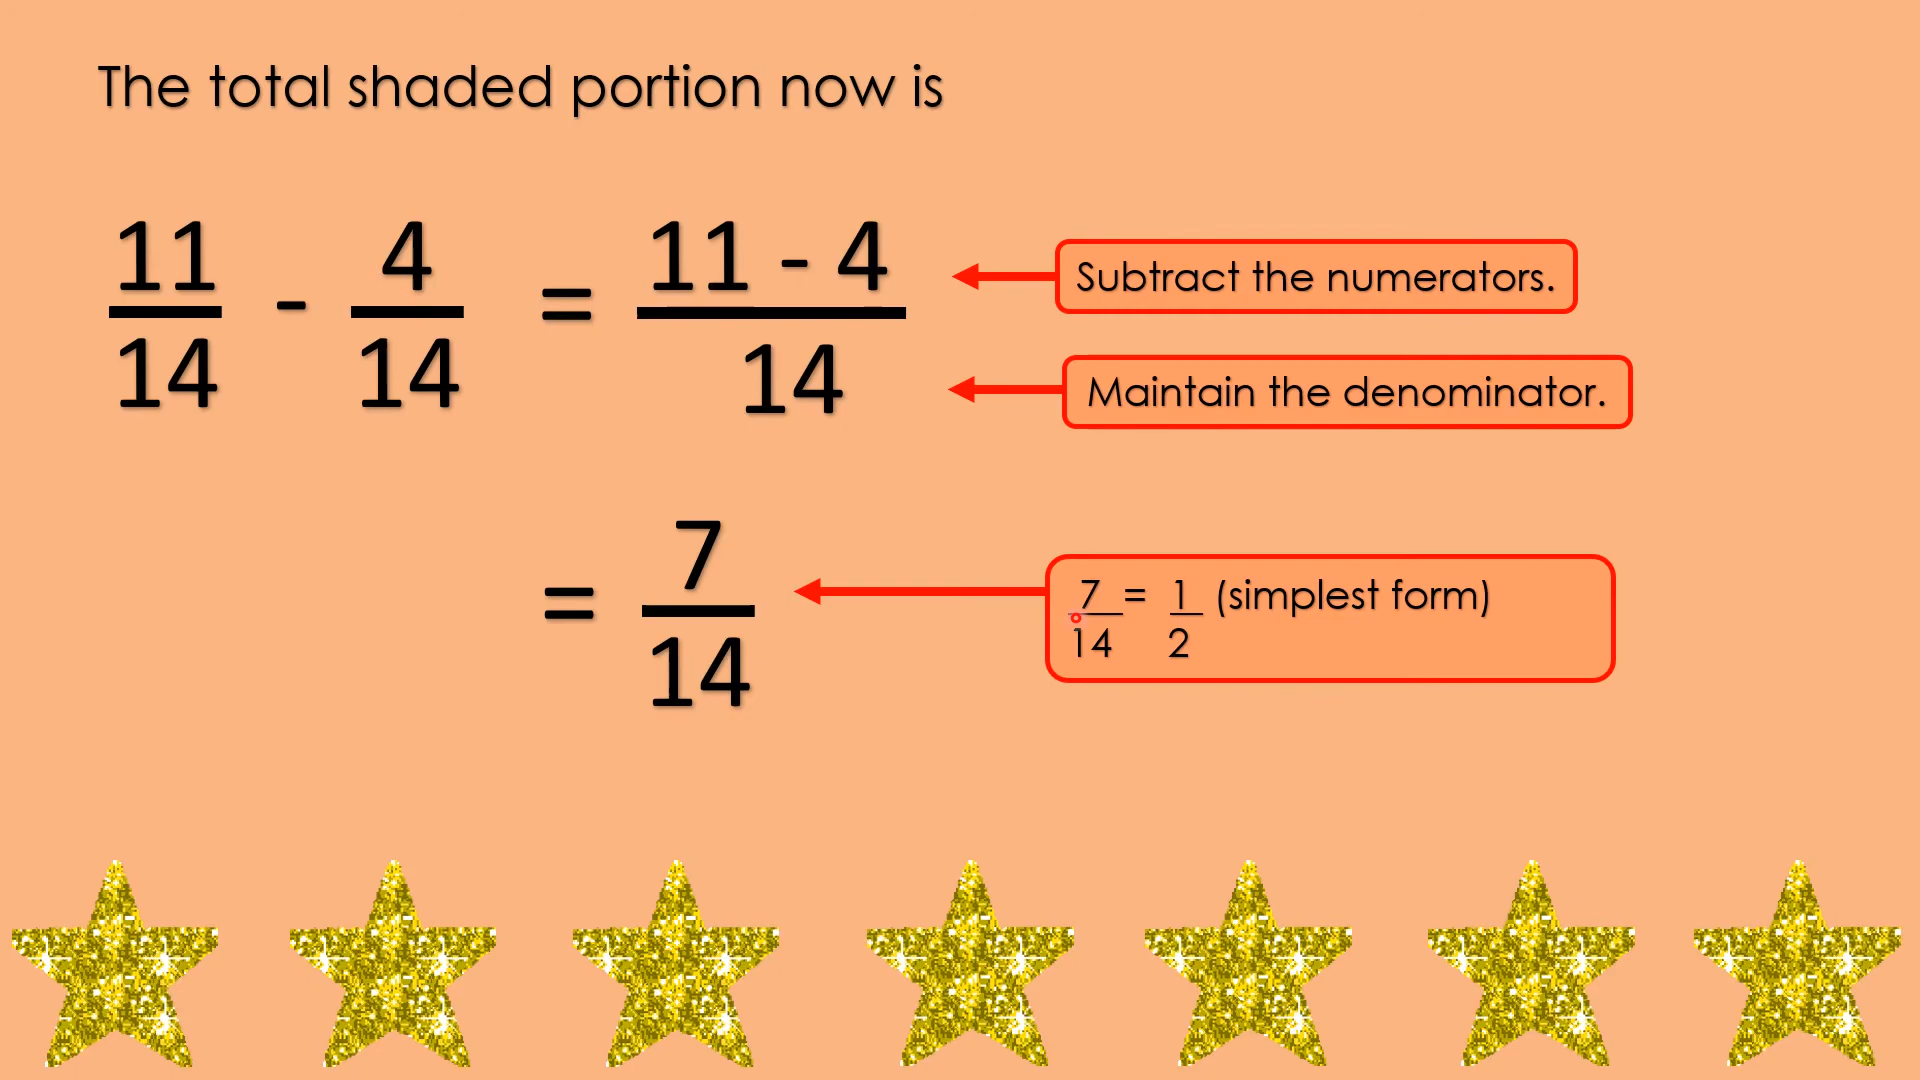 The total shaded portion now is
11 - 4 = 11 - 4
14 14 14
Subtract the numerators.
Maintain the denominator.
= 7
14
7 = 1 (simplest form)
14 2